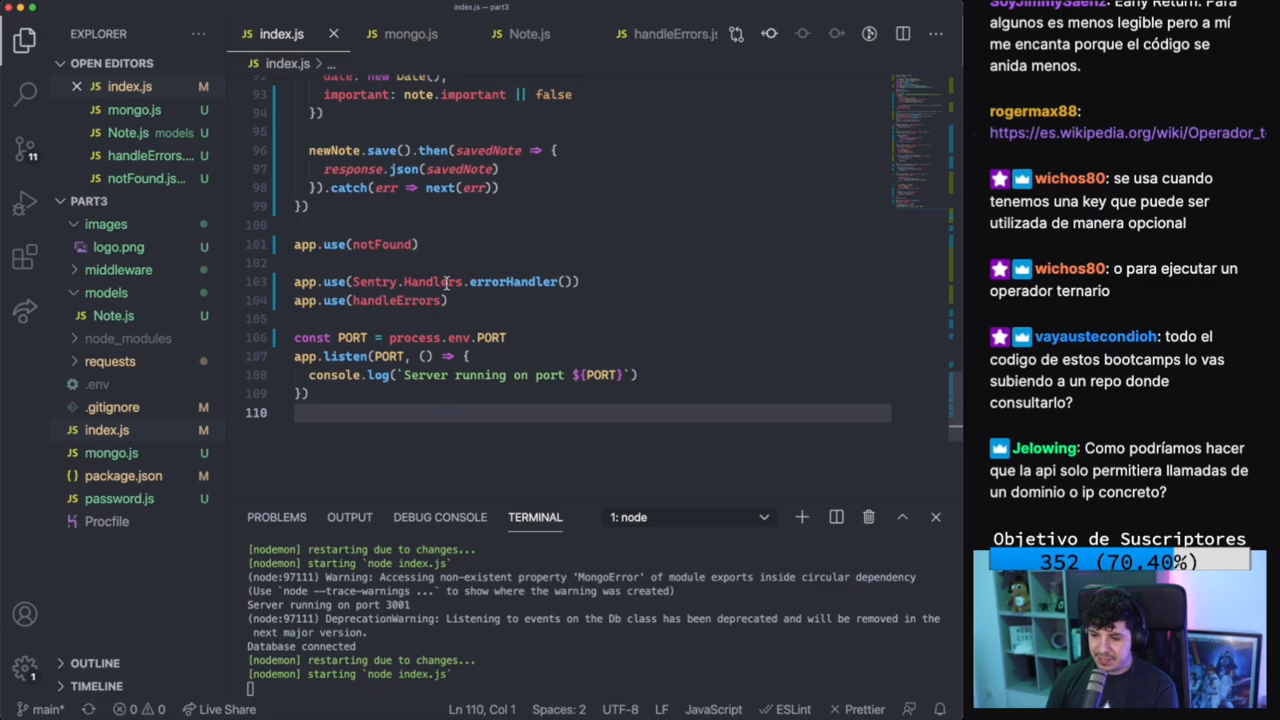 index.js — part3
EXPLORER
OPEN EDITORS
index.js M
mongo.js U
Note.js models U
handleErrors.... U
notFound.js... U
PART3
images
logo.png U
middleware
models
Note.js U
node_modules
requests
.env
.gitignore M
index.js M
mongo.js U
package.json M
password.js U
Procfile
OUTLINE
TIMELINE
11
1
index.js
mongo.js
Note.js
handleErrors.js
index.js > ...
92 date: new Date(),
93 important: note.important || false
94 })
95
96 newNote.save().then(savedNote => {
97 response.json(savedNote)
98 }).catch(err => next(err))
99 })
100
101 app.use(notFound)
102
103 app.use(Sentry.Handlers.errorHandler())
104 app.use(handleErrors)
105
106 const PORT = process.env.PORT
107 app.listen(PORT, () => {
108 console.log(`Server running on port ${PORT}`)
109 })
110
PROBLEMS OUTPUT DEBUG CONSOLE TERMINAL 1: node
[nodemon] restarting due to changes...
[nodemon] starting `node index.js`
(node:97111) Warning: Accessing non-existent property 'MongoError' of module exports inside circular dependency
(Use `node --trace-warnings ...` to show where the warning was created)
Server running on port 3001
(node:97111) DeprecationWarning: Listening to events on the Db class has been deprecated and will be removed in the
next major version.
Database connected
[nodemon] restarting due to changes...
[nodemon] starting `node index.js`
main* 0 0 Live Share Ln 110, Col 1 Spaces: 2 UTF-8 LF JavaScript ESLint Prettier
SoyJimmySaenz: Early Return. Para
algunos es menos legible pero a mí
me encanta porque el código se
anida menos.
rogermax88:
https://es.wikipedia.org/wiki/Operador_t
wichos80: se usa cuando
tenemos una key que puede ser
utilizada de manera opcional
wichos80: o para ejecutar un
operador ternario
vayaustecondioh: todo el
codigo de estos bootcamps lo vas
subiendo a un repo donde
consultarlo?
Jelowing: Como podríamos hacer
que la api solo permitiera llamadas de
un dominio o ip concreto?
Objetivo de Suscriptores
352 (70.40%)